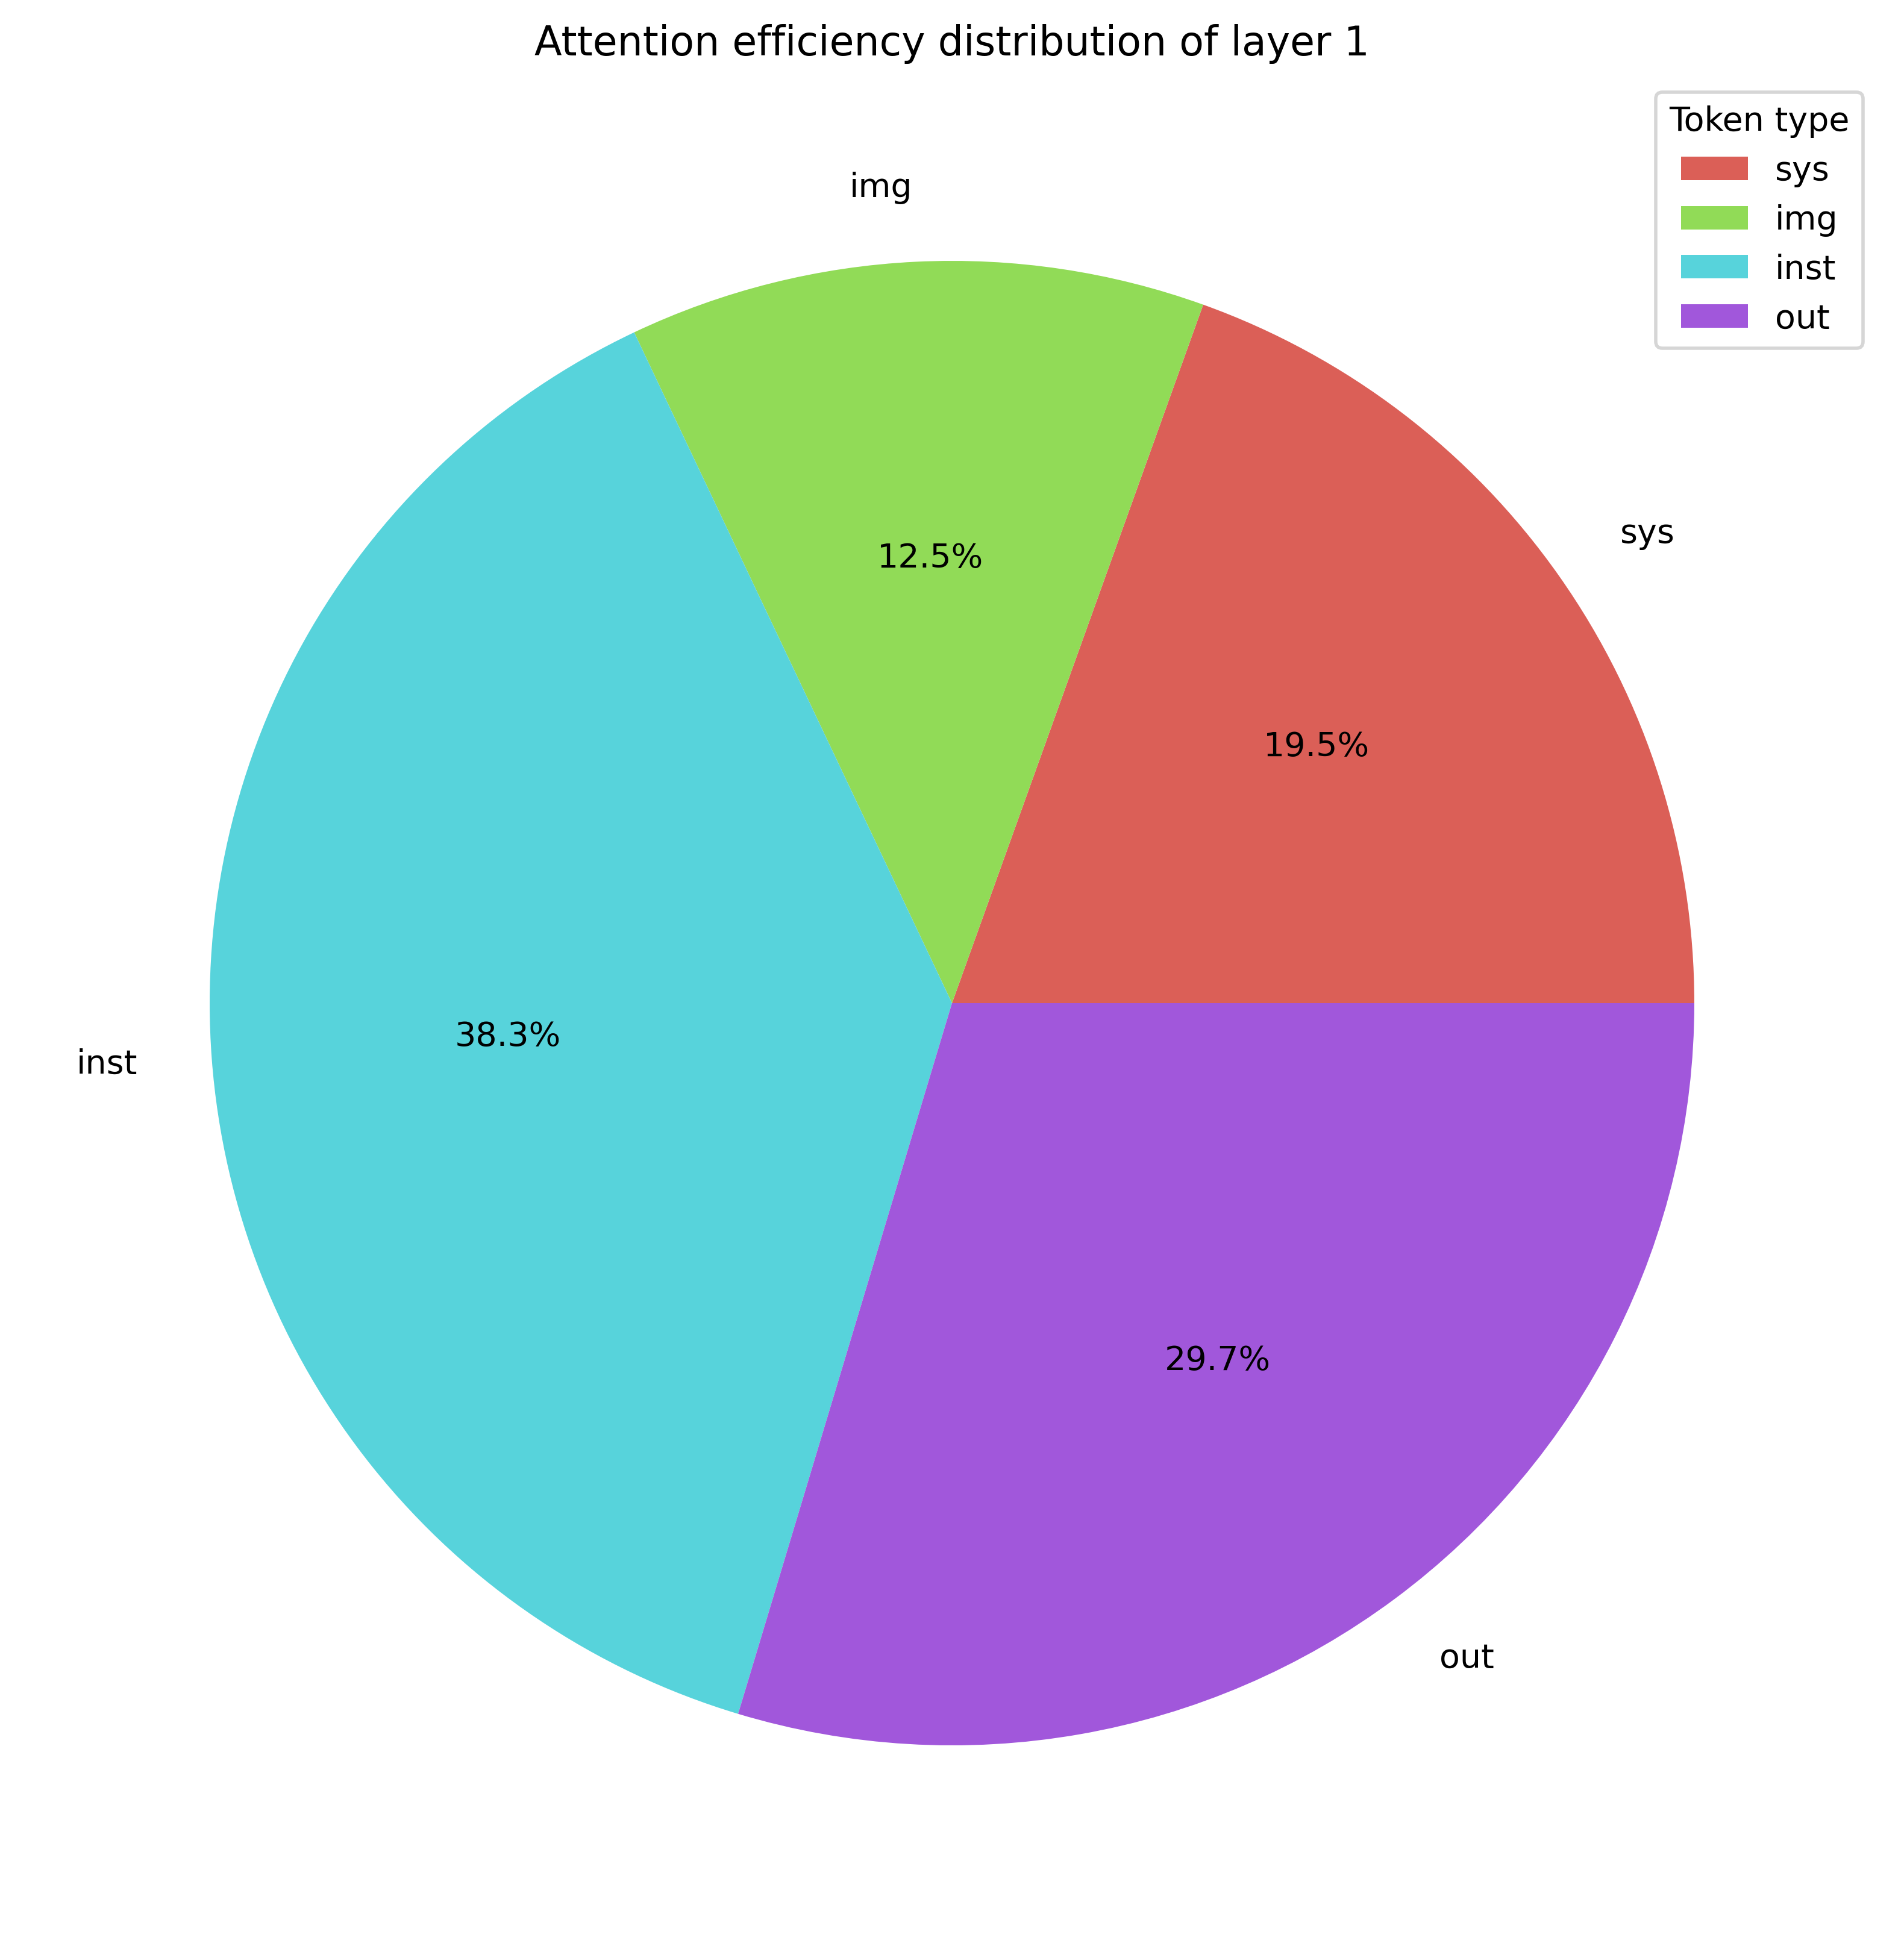 Attention efficiency distribution of layer 1
Token type
sys
img
inst
out
img
sys
12.5%
19.5%
38.3%
inst
29.7%
out